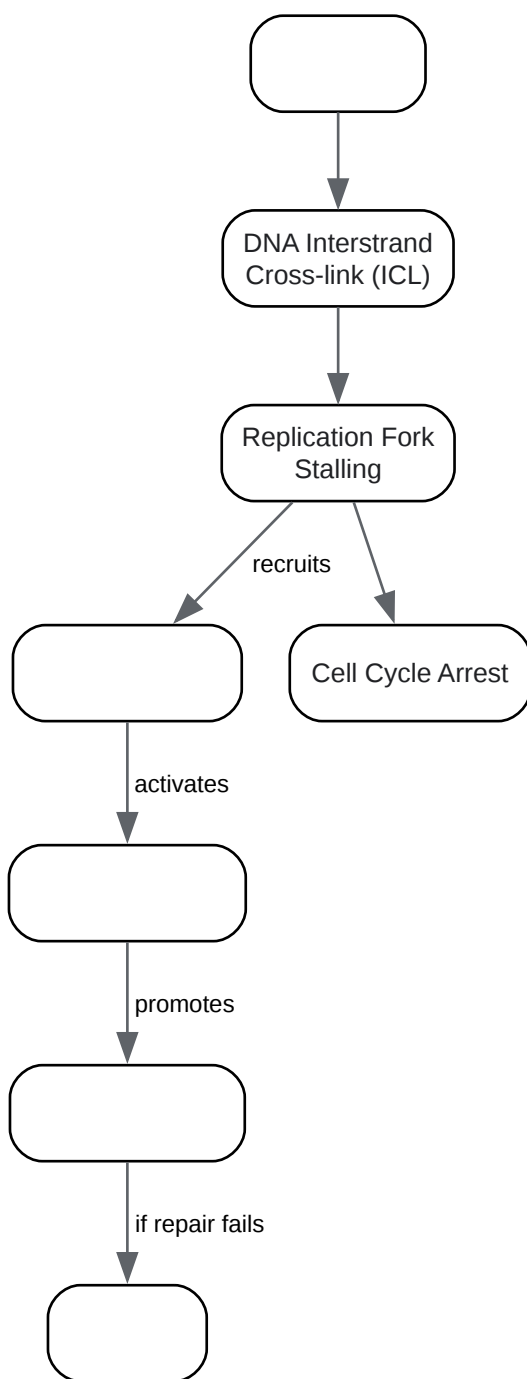 DNA Interstrand
Cross-link (ICL)
Replication Fork
Stalling
recruits
Cell Cycle Arrest
activates
promotes
if repair fails